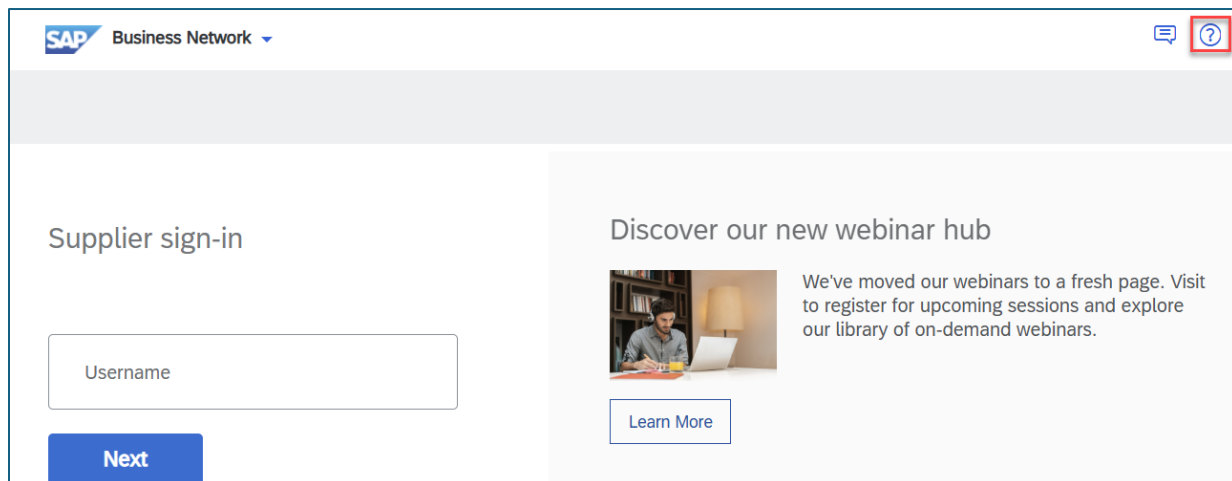 SAP Business Network
?
Supplier sign-in
Username
Next
Discover our new webinar hub
We've moved our webinars to a fresh page. Visit
to register for upcoming sessions and explore
our library of on-demand webinars.
Learn More